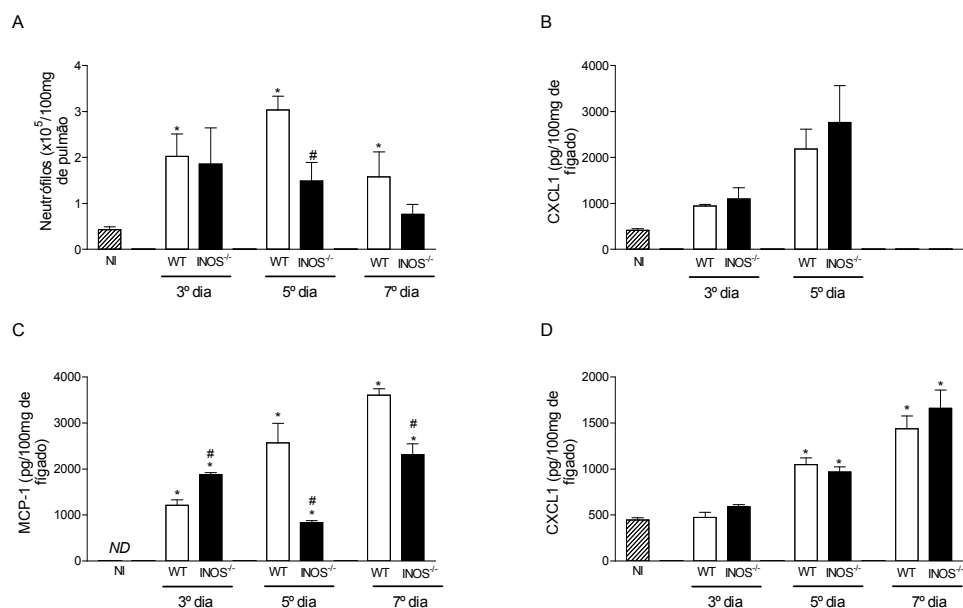 A
Neutrófilos (x10⁵/100mg
de pulmão
4
3
2
1
0
*
*
#
*
NI
WT INOS⁻/⁻
WT INOS⁻/⁻
WT INOS⁻/⁻
3º dia
5º dia
7º dia
B
CXCL1 (pg/100mg de
fígado)
4000
3000
2000
1000
0
NI
WT INOS⁻/⁻
WT INOS⁻/⁻
3º dia
5º dia
C
MCP-1 (pg/100mg de
fígado)
4000
3000
2000
1000
0
ND
*
#
*
*
#
*
*
#
*
NI
WT INOS⁻/⁻
WT INOS⁻/⁻
WT INOS⁻/⁻
3º dia
5º dia
7º dia
D
CXCL1 (pg/100mg de
fígado)
2000
1500
1000
500
0
*
*
*
*
NI
WT INOS⁻/⁻
WT INOS⁻/⁻
WT INOS⁻/⁻
3º dia
5º dia
7º dia